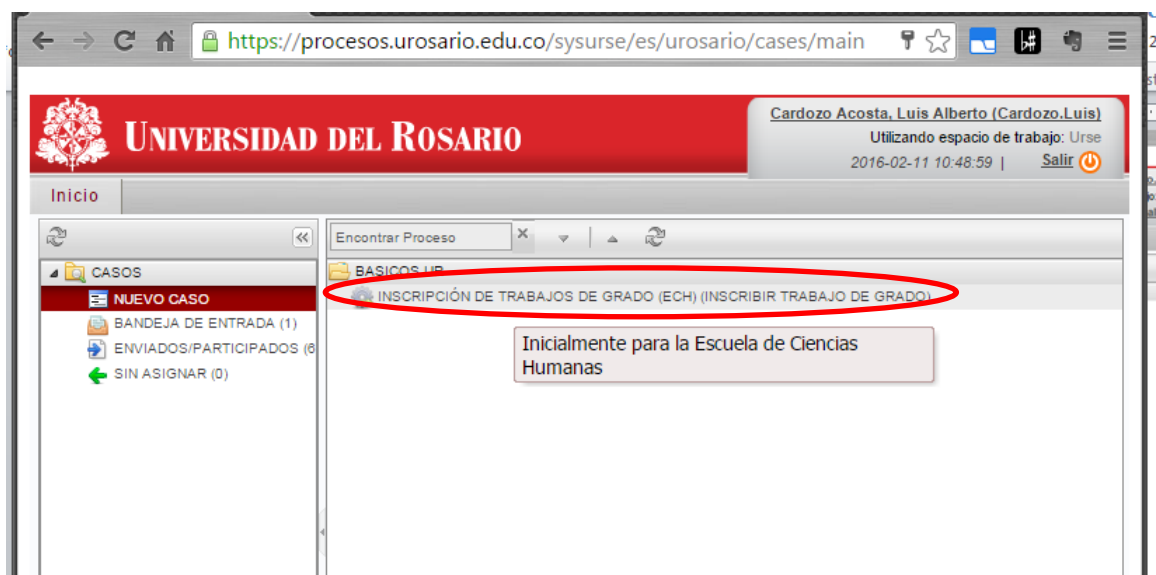 https://procesos.urosario.edu.co/sysurse/es/urosario/cases/main
UNIVERSIDAD DEL ROSARIO
Cardozo Acosta, Luis Alberto (Cardozo.Luis)
Utilizando espacio de trabajo: Urse
2016-02-11 10:48:59 | Salir
Inicio
Encontrar Proceso
CASOS
NUEVO CASO
BANDEJA DE ENTRADA (1)
ENVIADOS/PARTICIPADOS (6
SIN ASIGNAR (0)
BASICOS UR
INSCRIPCIÓN DE TRABAJOS DE GRADO (ECH) (INSCRIBIR TRABAJO DE GRADO)
Inicialmente para la Escuela de Ciencias
Humanas